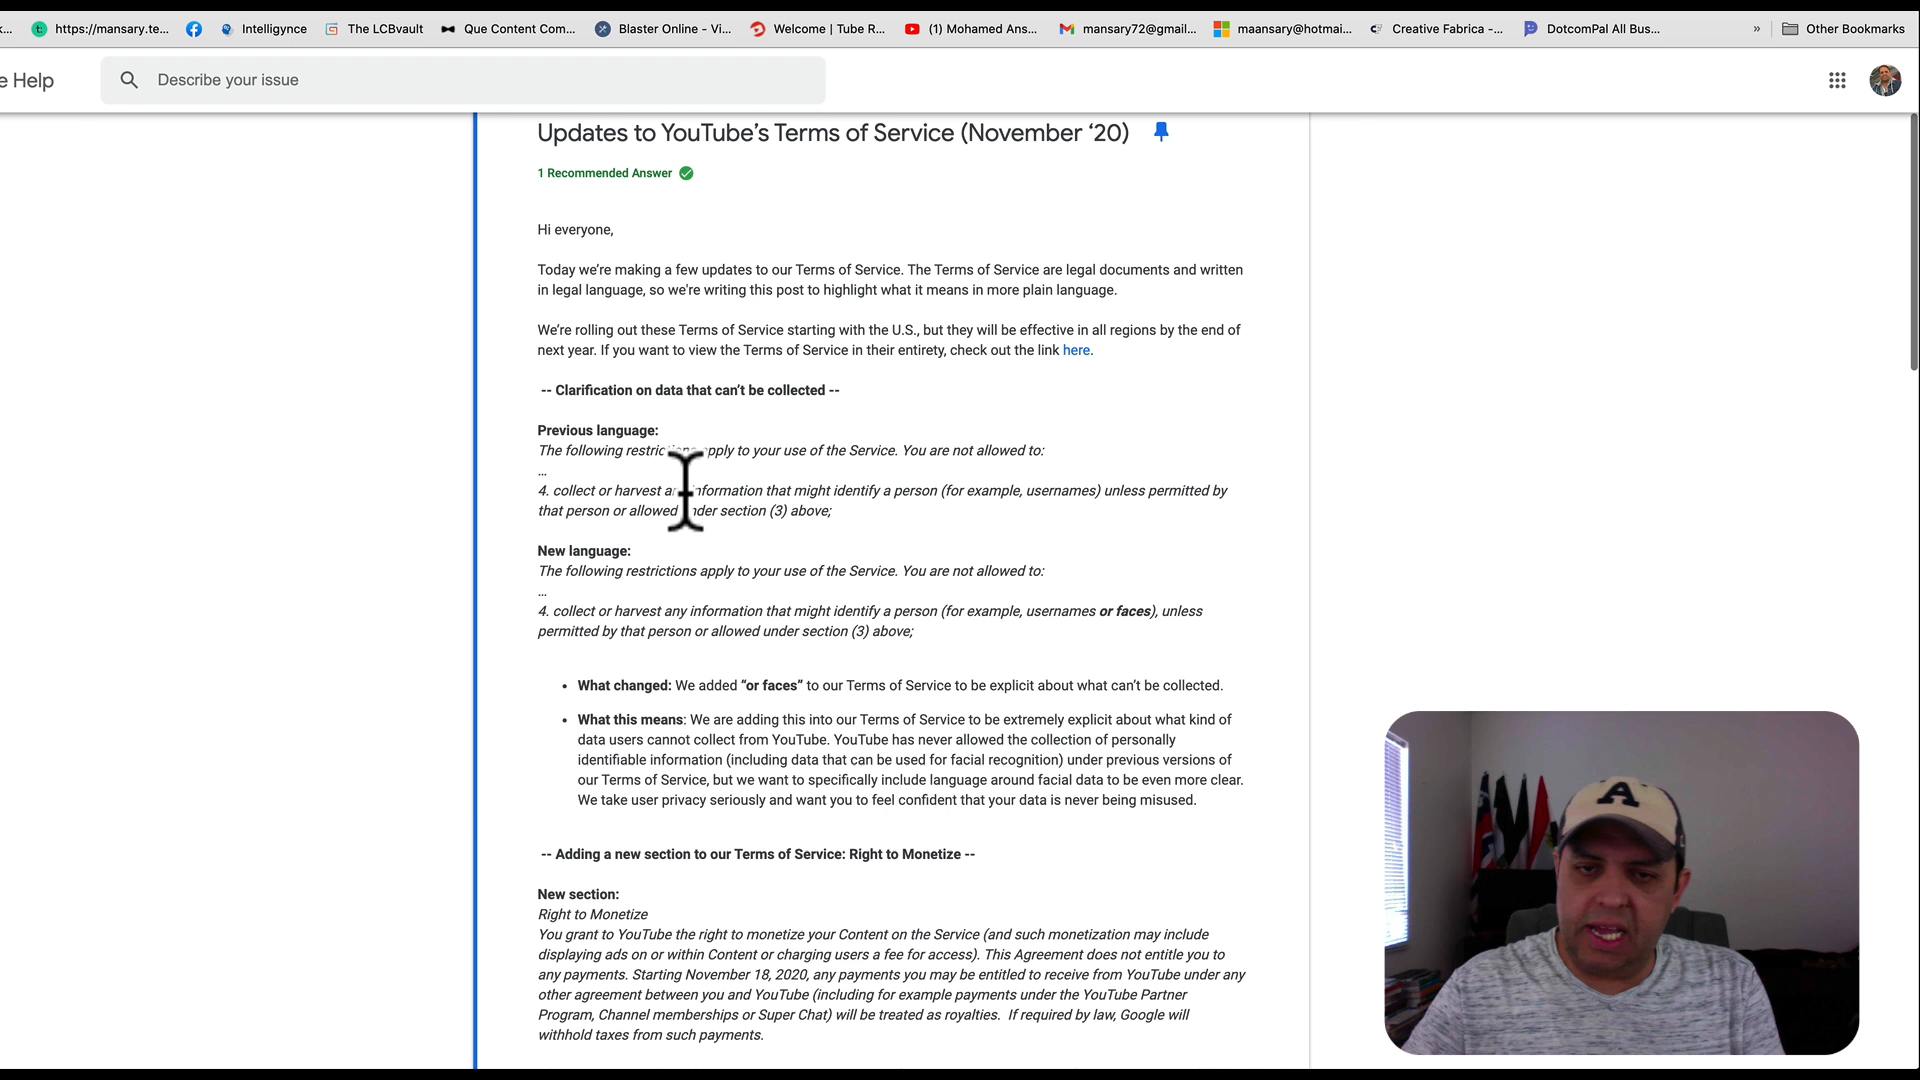 https://mansary.te...
Intelligynce
The LCBvault
Que Content Com...
Blaster Online - Vi...
Welcome | Tube R...
(1) Mohamed Ans...
mansary72@gmail...
maansary@hotmai...
Creative Fabrica -...
DotcomPal All Bus...
»
Other Bookmarks
e Help
Describe your issue
Updates to YouTube’s Terms of Service (November ‘20)
1 Recommended Answer
Hi everyone,
Today we’re making a few updates to our Terms of Service. The Terms of Service are legal documents and written
in legal language, so we're writing this post to highlight what it means in more plain language.
We’re rolling out these Terms of Service starting with the U.S., but they will be effective in all regions by the end of
next year. If you want to view the Terms of Service in their entirety, check out the link here.
-- Clarification on data that can’t be collected --
Previous language:
The following apply to your use of the Service. You are not allowed to:
...
4. collect or harvest information that might identify a person (for example, usernames) unless permitted by
that person or allowed under section (3) above;
New language:
The following restrictions apply to your use of the Service. You are not allowed to:
...
4. collect or harvest any information that might identify a person (for example, usernames or faces), unless
permitted by that person or allowed under section (3) above;
• What changed: We added “or faces” to our Terms of Service to be explicit about what can’t be collected.
• What this means: We are adding this into our Terms of Service to be extremely explicit about what kind of
data users cannot collect from YouTube. YouTube has never allowed the collection of personally
identifiable information (including data that can be used for facial recognition) under previous versions of
our Terms of Service, but we want to specifically include language around facial data to be even more clear.
We take user privacy seriously and want you to feel confident that your data is never being misused.
-- Adding a new section to our Terms of Service: Right to Monetize --
New section:
Right to Monetize
You grant to YouTube the right to monetize your Content on the Service (and such monetization may include
displaying ads on or within Content or charging users a fee for access). This Agreement does not entitle you to
any payments. Starting November 18, 2020, any payments you may be entitled to receive from YouTube under any
other agreement between you and YouTube (including for example payments under the YouTube Partner
Program, Channel memberships or Super Chat) will be treated as royalties. If required by law, Google will
withhold taxes from such payments.
A